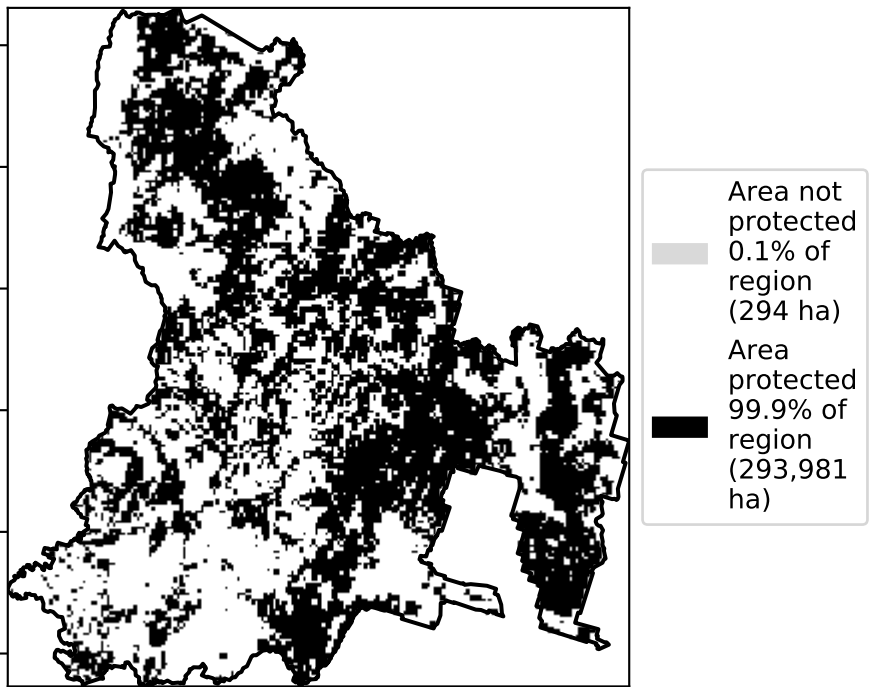 Area not
protected
0.1% of
region
(294 ha)
Area
protected
99.9% of
region
(293,981
ha)